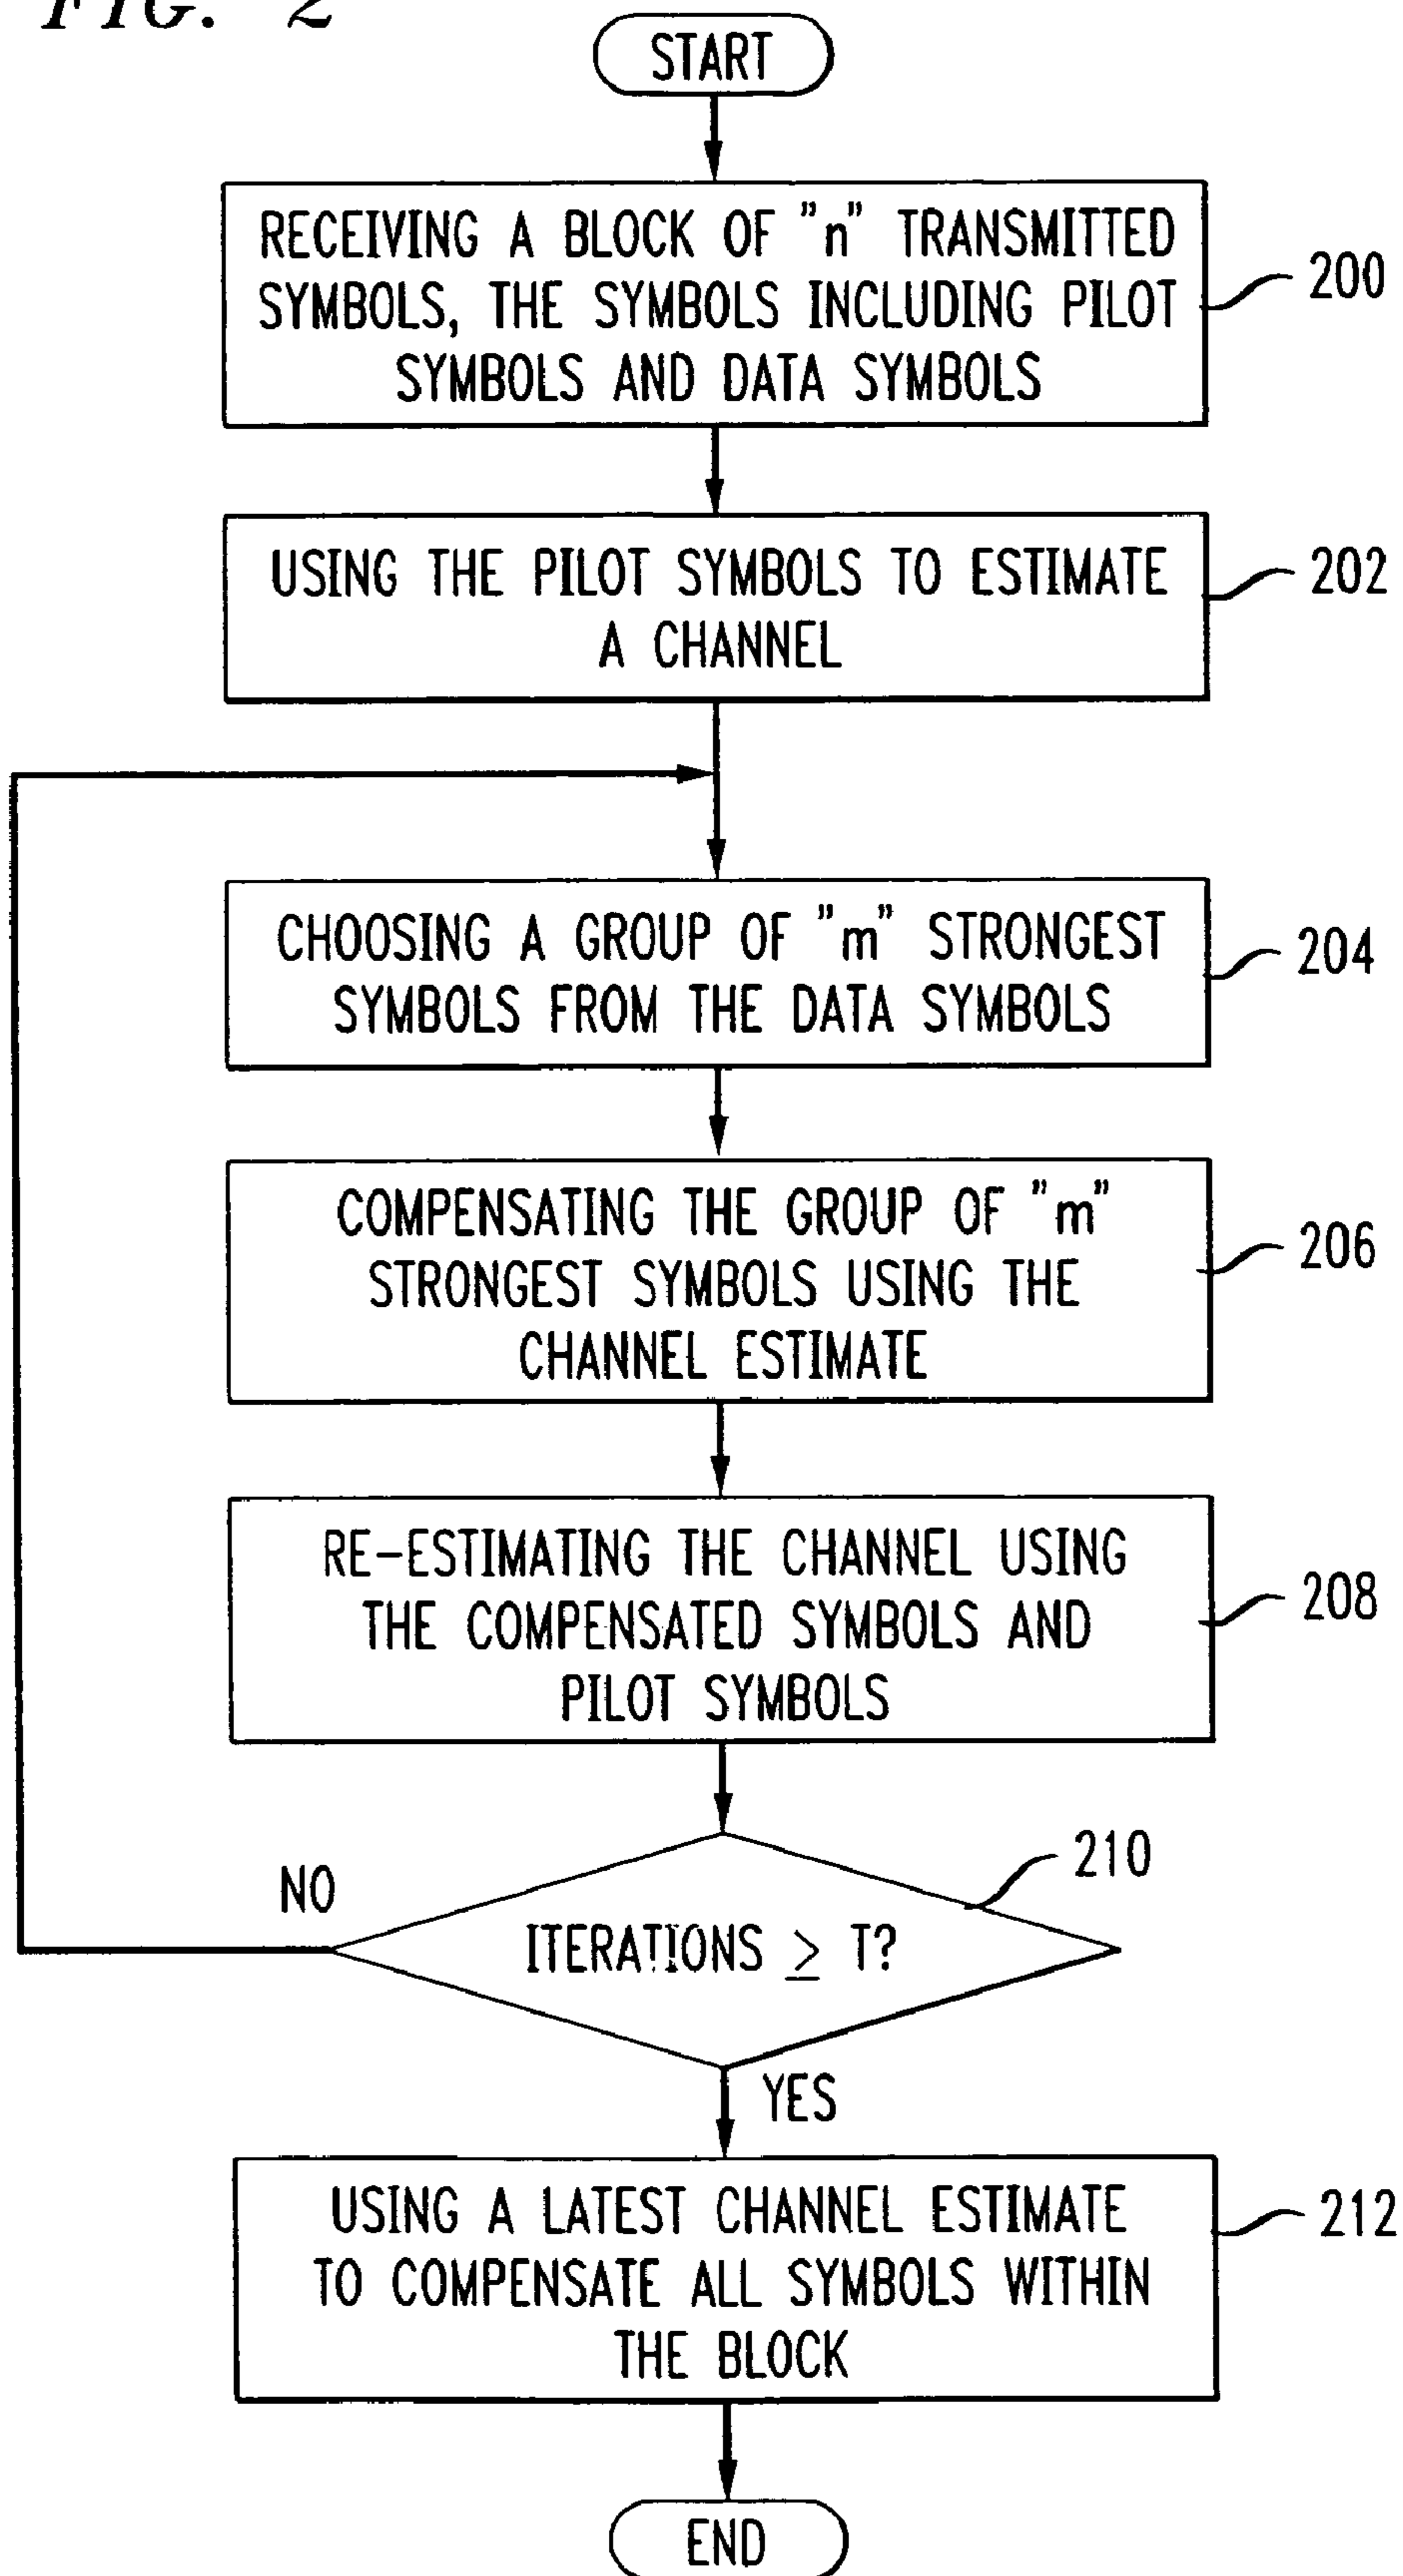 FIG. 2
START
RECEIVING A BLOCK OF "n" TRANSMITTED
SYMBOLS, THE SYMBOLS INCLUDING PILOT
SYMBOLS AND DATA SYMBOLS
200
USING THE PILOT SYMBOLS TO ESTIMATE
A CHANNEL
202
CHOOSING A GROUP OF "m" STRONGEST
SYMBOLS FROM THE DATA SYMBOLS
204
COMPENSATING THE GROUP OF "m"
STRONGEST SYMBOLS USING THE
CHANNEL ESTIMATE
206
RE-ESTIMATING THE CHANNEL USING
THE COMPENSATED SYMBOLS AND
PILOT SYMBOLS
208
210
NO
ITERATIONS ≥ T?
YES
USING A LATEST CHANNEL ESTIMATE
TO COMPENSATE ALL SYMBOLS WITHIN
THE BLOCK
212
END